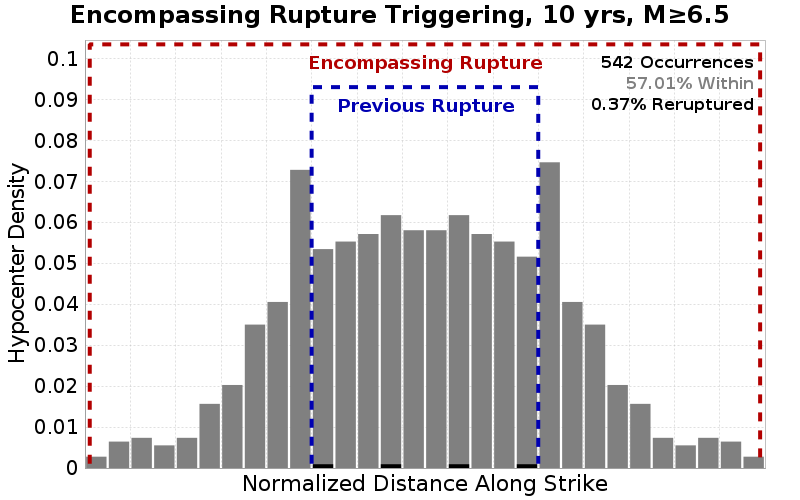 Encompassing Rupture Triggering, 10 yrs, M≥6.5
Encompassing Rupture
Previous Rupture
542 Occurrences
57.01% Within
0.37% Reruptured
Hypocenter Density
0.1
0.09
0.08
0.07
0.06
0.05
0.04
0.03
0.02
0.01
0
Normalized Distance Along Strike